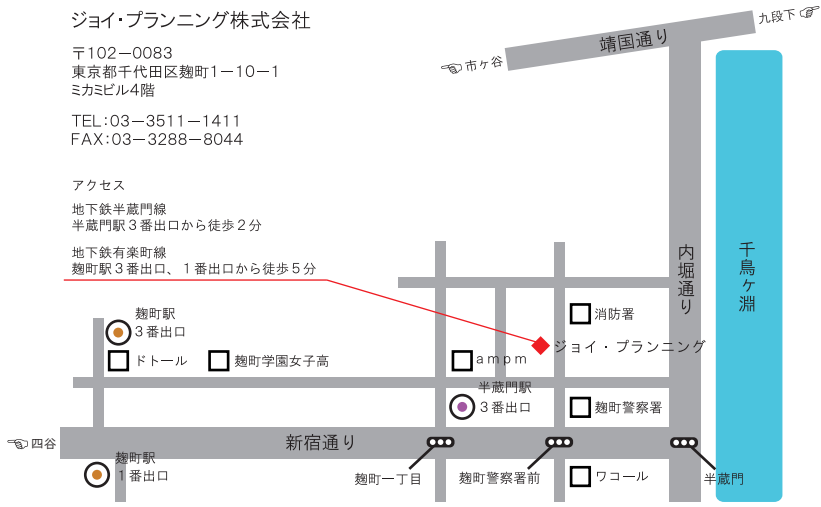 ジョイ・プランニング株式会社
〒102－0083
東京都千代田区麹町1－10－1
ミカミビル4階
TEL：03－3511－1411
FAX：03－3288－8044
アクセス
地下鉄半蔵門線
半蔵門駅３番出口から徒歩２分
地下鉄有楽町線
麹町駅３番出口、１番出口から徒歩５分
九段下
靖国通り
市ヶ谷
内堀通り
千鳥ヶ淵
麹町駅
３番出口
消防署
ジョイ・プランニング
ドトール
麹町学園女子高
ampm
半蔵門駅
３番出口
麹町警察署
四谷
新宿通り
麹町駅
１番出口
麹町一丁目
麹町警察署前
ワコール
半蔵門